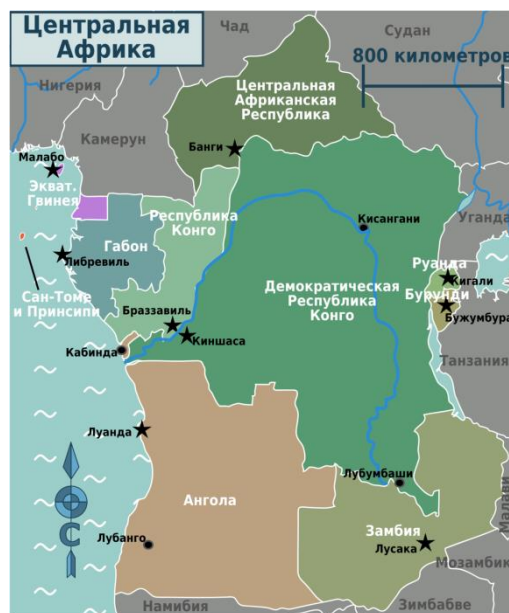 Центральная
Африка
Чад
Судан
800 километров
Нигерия
Центральная
Африканская
Республика
Камерун
Банги
Малабо
Экват.
Гвинея
Республика
Конго
Кисангани
Уганда
Габон
Либревиль
Руанда
Кигали
Сан-Томе
и Принсипи
Демократическая
Республика
Конго
Бурунди
Бужумбура
Браззавиль
Киншаса
Кабинда
Танзания
Луанда
Лубумбаши
Ангола
Малави
С
Замбия
Лусака
Лубанго
Мозамбик
Намибия
Зимбабве